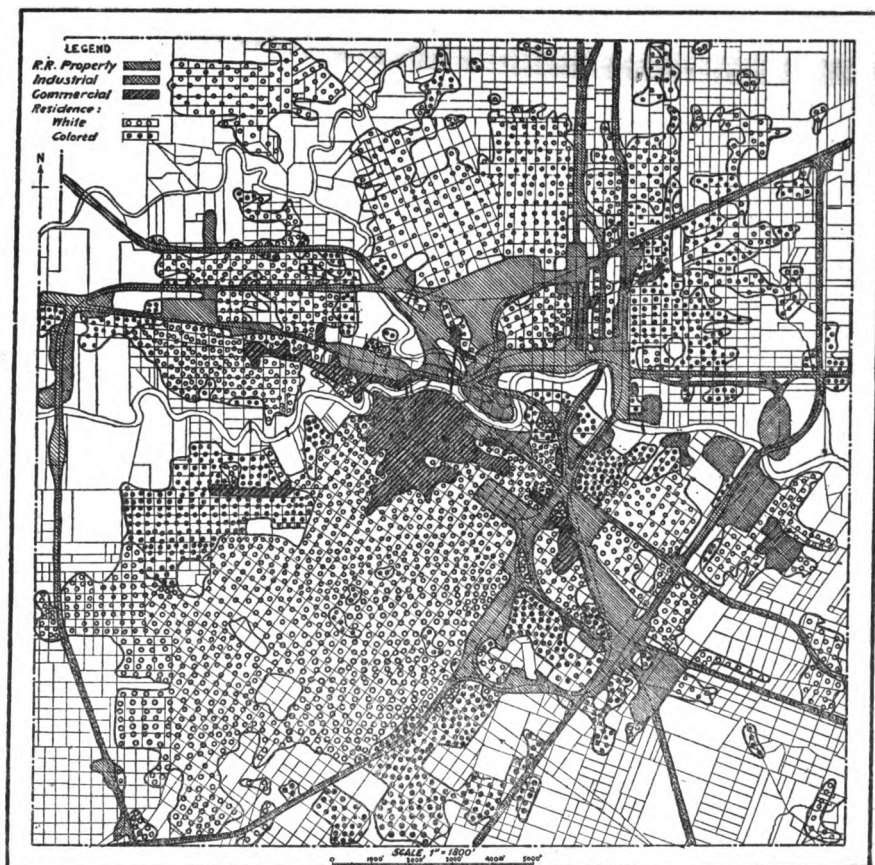 LEGEND
R.R. Property
Industrial
Commercial
Residence:
White
Colored
N
SCALE, 1" = 1800'
0 1000' 2000' 3000' 4000' 5000'